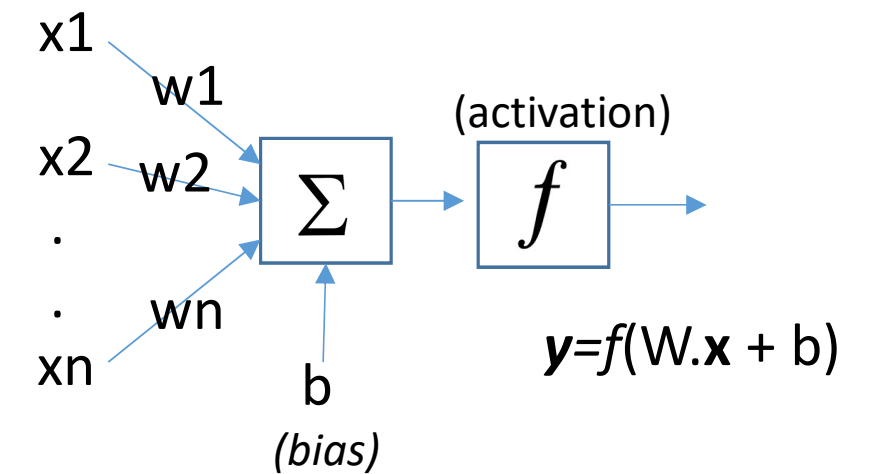 x1
w1
(activation)
x2
w2
Σ
f
.
.
wn
xn
b
y=f(W.x + b)
(bias)